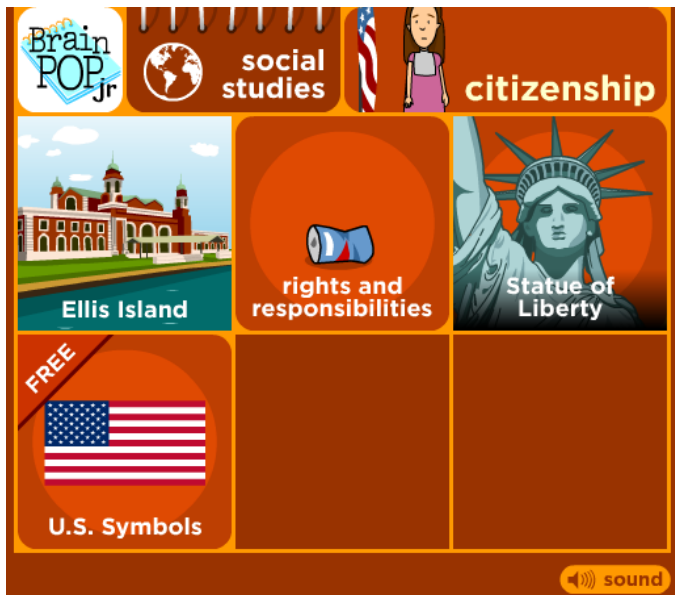 Brain
POP
jr
social
studies
citizenship
Ellis Island
rights and
responsibilities
Statue of
Liberty
FREE
U.S. Symbols
sound